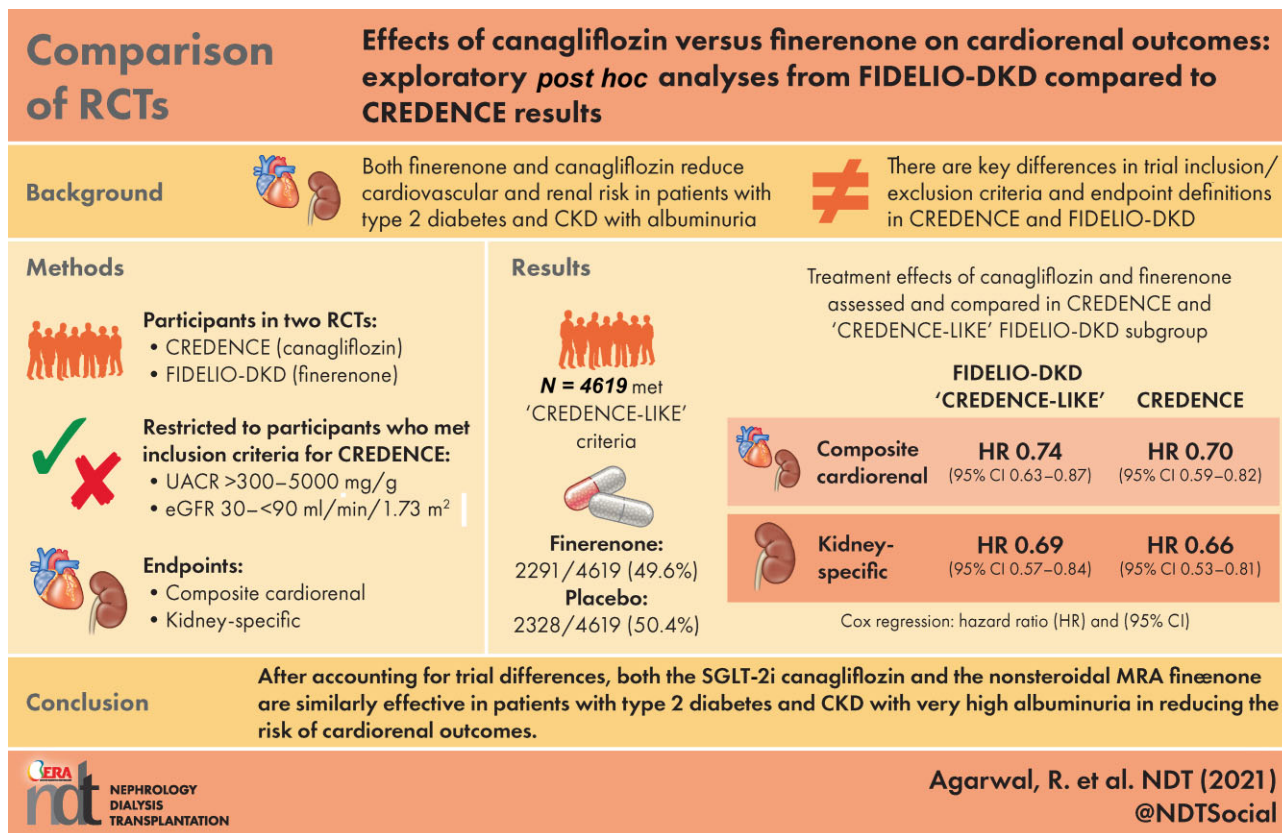 Comparison
of RCTs
Effects of canagliflozin versus finerenone on cardiorenal outcomes:
exploratory post hoc analyses from FIDELIO-DKD compared to
CREDENCE results
Background
Both finerenone and canagliflozin reduce
cardiovascular and renal risk in patients with
type 2 diabetes and CKD with albuminuria
≠
There are key differences in trial inclusion/
exclusion criteria and endpoint definitions
in CREDENCE and FIDELIO-DKD
Methods
Participants in two RCTs:
• CREDENCE (canagliflozin)
• FIDELIO-DKD (finerenone)
Restricted to participants who met
inclusion criteria for CREDENCE:
• UACR >300–5000 mg/g
• eGFR 30–<90 ml/min/1.73 m²
Endpoints:
• Composite cardiorenal
• Kidney-specific
Results
N = 4619 met
‘CREDENCE-LIKE’
criteria
Finerenone:
2291/4619 (49.6%)
Placebo:
2328/4619 (50.4%)
Treatment effects of canagliflozin and finerenone
assessed and compared in CREDENCE and
‘CREDENCE-LIKE’ FIDELIO-DKD subgroup
FIDELIO-DKD
‘CREDENCE-LIKE’ CREDENCE
Composite
cardiorenal
HR 0.74 HR 0.70
(95% CI 0.63–0.87) (95% CI 0.59–0.82)
Kidney-
specific
HR 0.69 HR 0.66
(95% CI 0.57–0.84) (95% CI 0.53–0.81)
Cox regression: hazard ratio (HR) and (95% CI)
Conclusion
After accounting for trial differences, both the SGLT-2i canagliflozin and the nonsteroidal MRA fineænone
are similarly effective in patients with type 2 diabetes and CKD with very high albuminuria in reducing the
risk of cardiorenal outcomes.
ERA
ndt
NEPHROLOGY
DIALYSIS
TRANSPLANTATION
Agarwal, R. et al. NDT (2021)
@NDTSocial